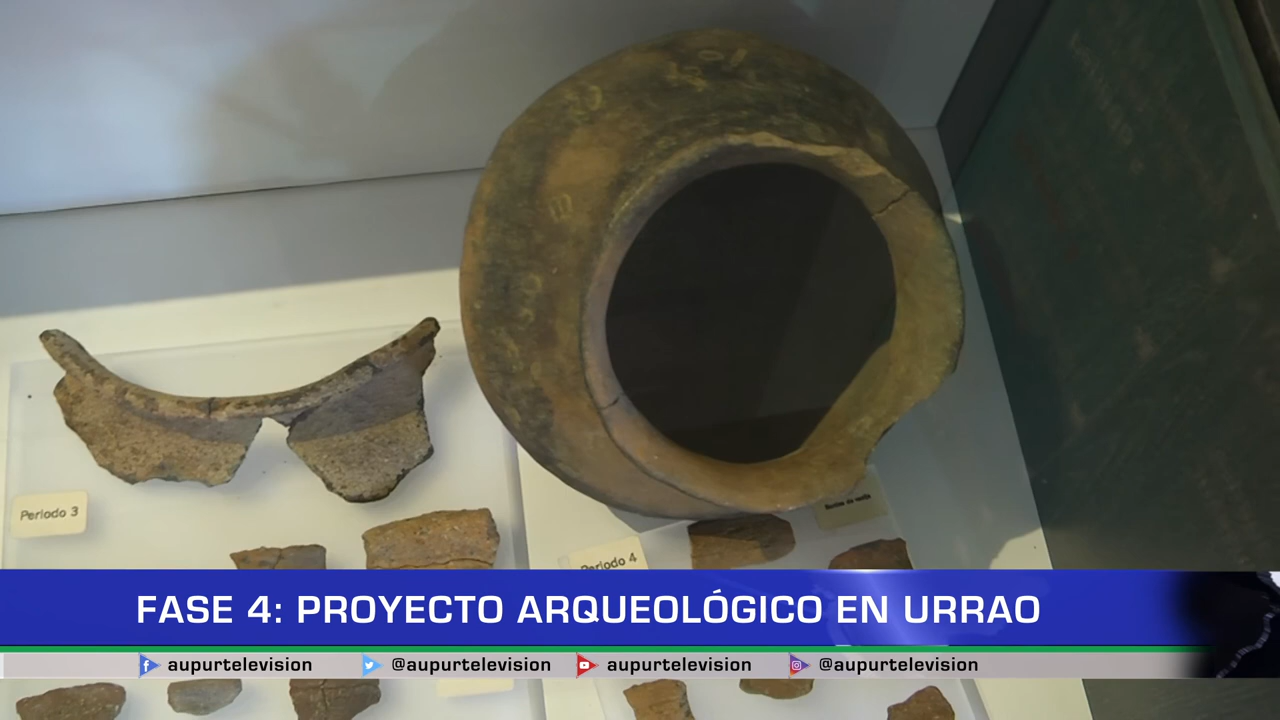 Periodo 3
Periodo 4
FASE 4: PROYECTO ARQUEOLÓGICO EN URRAO
aupurtelevision @aupurtelevision aupurtelevision @aupurtelevision